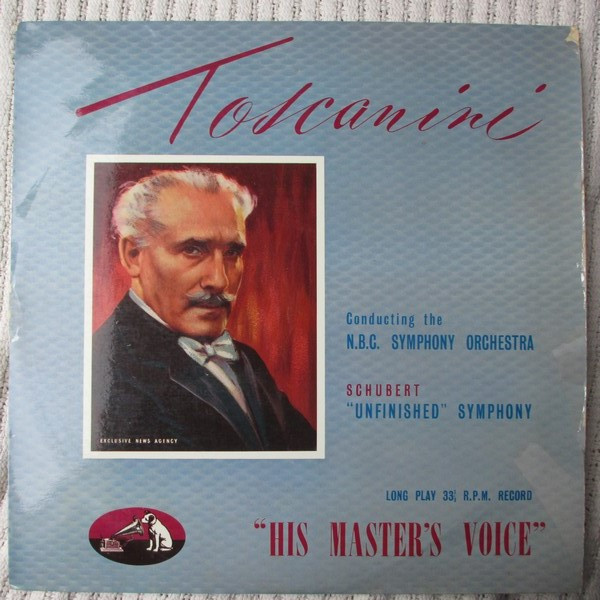 Toscanini
Conducting the
N.B.C. SYMPHONY ORCHESTRA
SCHUBERT
"UNFINISHED" SYMPHONY
EXCLUSIVE NEWS AGENCY
LONG PLAY 33⅓ R.P.M. RECORD
"HIS MASTER'S VOICE"